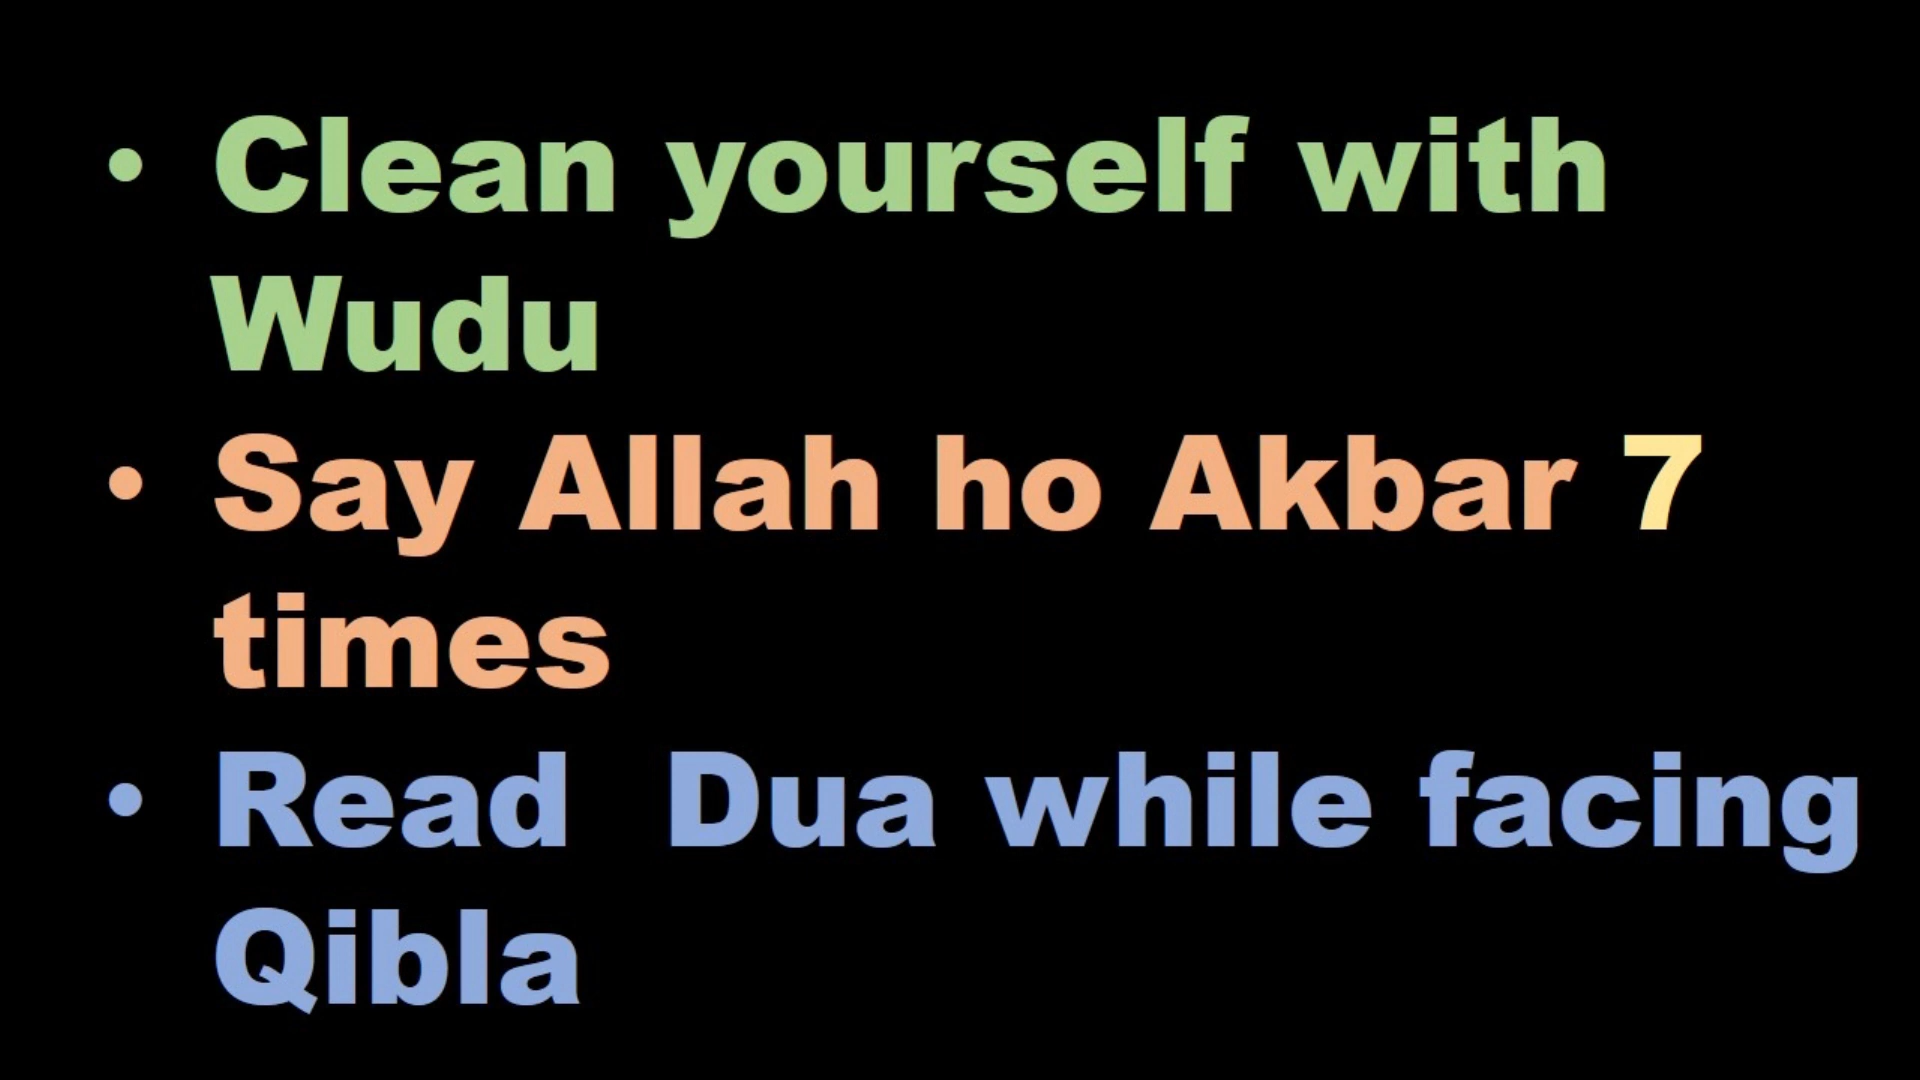 • Clean yourself with
Wudu
• Say Allah ho Akbar 7
times
• Read  Dua while facing
Qibla